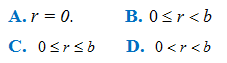 A. r = 0. B. 0 ≤ r < b
C. 0 ≤ r ≤ b D. 0 < r < b